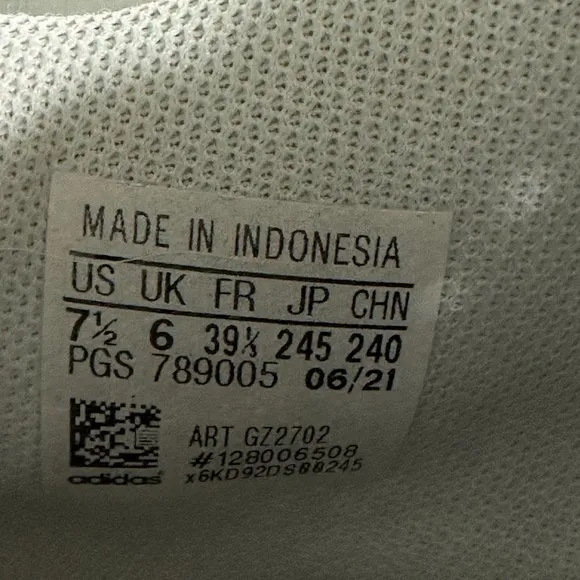 MADE IN INDONESIA
US UK FR JP CHN
7½ 6 39⅓ 245 240
PGS 789005 06/21
ART GZ2702
#128006508
x6KD92DS00245
adidas